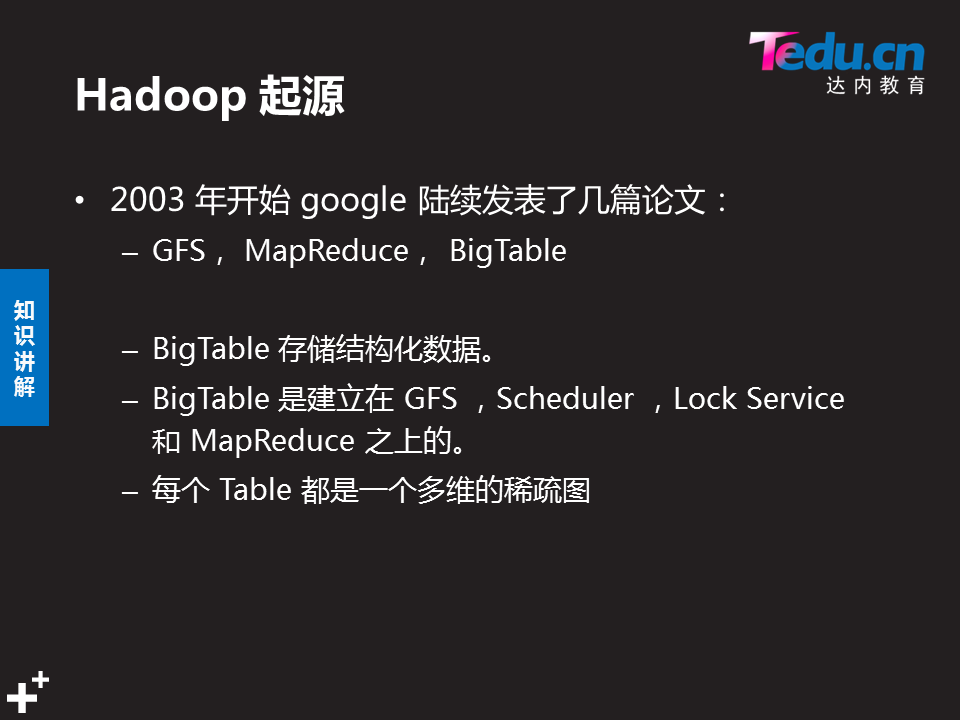 Tedu.cn
达内教育
Hadoop 起源
• 2003 年开始 google 陆续发表了几篇论文：
– GFS， MapReduce， BigTable
– BigTable 存储结构化数据。
– BigTable 是建立在 GFS ，Scheduler ，Lock Service
和 MapReduce 之上的。
– 每个 Table 都是一个多维的稀疏图
知
识
讲
解